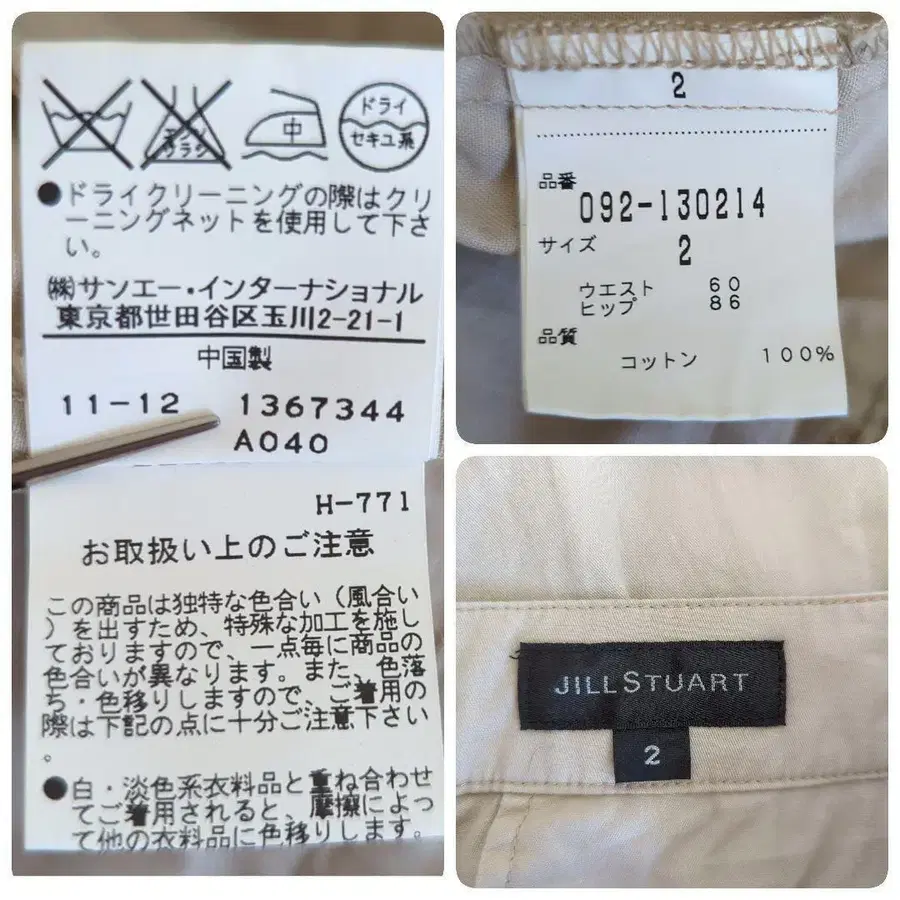 エンソ
サラシ
中
ドライ
セキユ系
●ドライクリーニングの際はクリ
ーニングネットを使用して下さ
い。
㈱サンエー・インターナショナル
東京都世田谷区玉川2-21-1
中国製
11-12 1367344
A040
H-771
お取扱い上のご注意
この商品は独特な色合い(風合い
)を出すため、特殊な加工を施し
ておりますので、一点毎に商品の
色合いが異なります。また、色落
ち・色移りしますので、ご着用の
際は下記の点に十分ご注意下さい
。
●白・淡色系衣料品と重ね合わせ
てご着用されると、摩擦によっ
て他の衣料品に色移りします。
2
品番
092-130214
サイズ
2
ウエスト 60
ヒップ 86
品質
コットン 100%
JILLSTUART
2